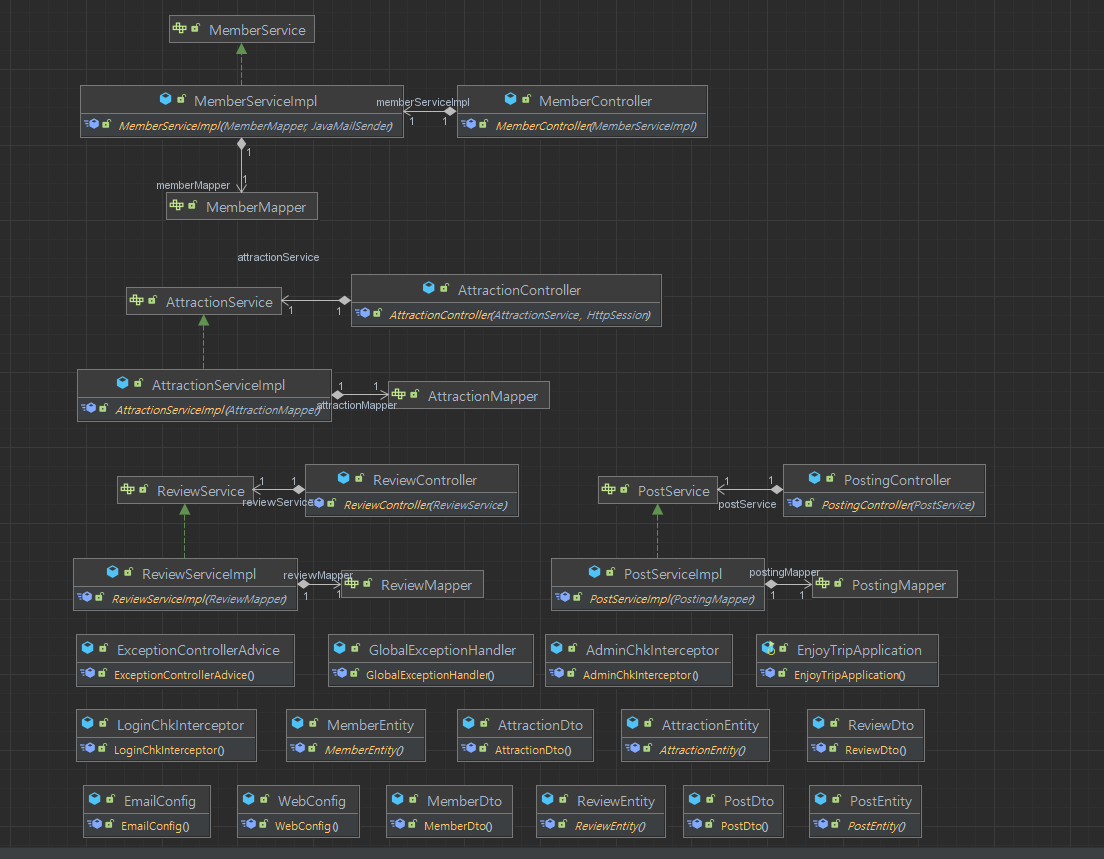 MemberService
MemberServiceImpl
MemberServiceImpl(MemberMapper, JavaMailSender)
memberServiceImpl
1
1
MemberController
MemberController(MemberServiceImpl)
1
memberMapper
1
MemberMapper
attractionService
AttractionService
1
1
AttractionController
AttractionController(AttractionService, HttpSession)
AttractionServiceImpl
AttractionServiceImpl(AttractionMapper)
1
1
attractionMapper
AttractionMapper
ReviewService
1
1
reviewService
ReviewController
ReviewController(ReviewService)
PostService
1
1
postService
PostingController
PostingController(PostService)
ReviewServiceImpl
ReviewServiceImpl(ReviewMapper)
reviewMapper
1
1
ReviewMapper
PostServiceImpl
PostServiceImpl(PostingMapper)
postingMapper
1
1
PostingMapper
ExceptionControllerAdvice
ExceptionControllerAdvice()
GlobalExceptionHandler
GlobalExceptionHandler()
AdminChkInterceptor
AdminChkInterceptor()
EnjoyTripApplication
EnjoyTripApplication()
LoginChkInterceptor
LoginChkInterceptor()
MemberEntity
MemberEntity()
AttractionDto
AttractionDto()
AttractionEntity
AttractionEntity()
ReviewDto
ReviewDto()
EmailConfig
EmailConfig()
WebConfig
WebConfig()
MemberDto
MemberDto()
ReviewEntity
ReviewEntity()
PostDto
PostDto()
PostEntity
PostEntity()